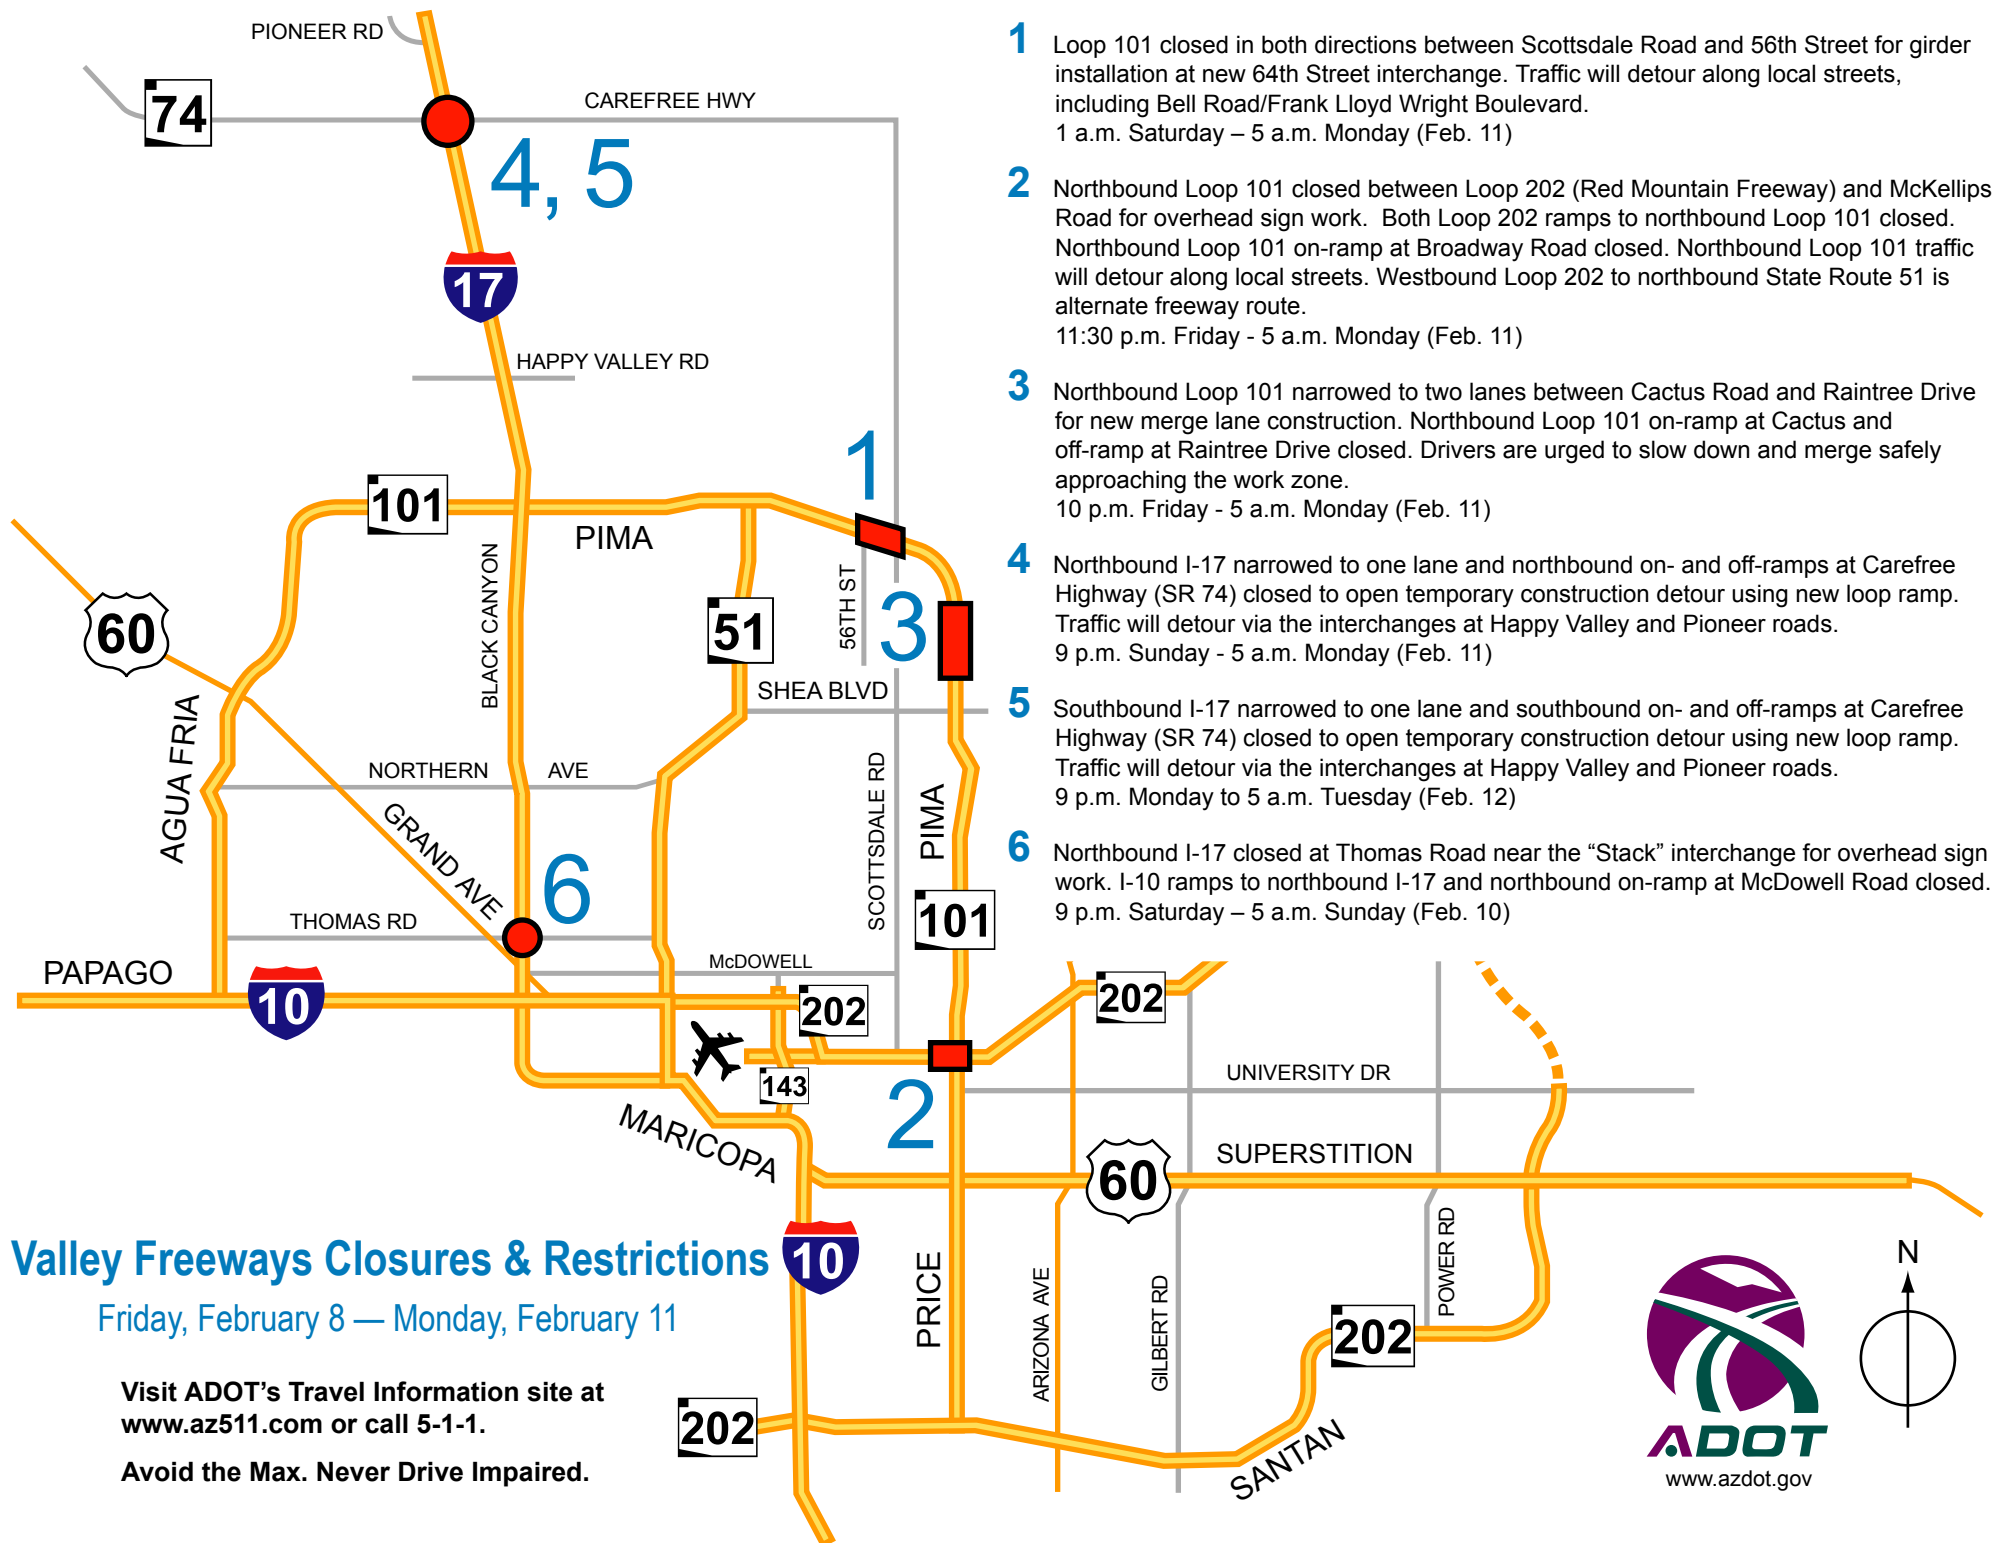 PIONEER RD
74
CAREFREE HWY
4, 5
17
HAPPY VALLEY RD
1
101
PIMA
BLACK CANYON
56TH ST
51
3
60
SHEA BLVD
AGUA FRIA
NORTHERN AVE
GRAND AVE
SCOTTSDALE RD
PIMA
6
THOMAS RD
101
McDOWELL
PAPAGO
10
202
202
143
2
UNIVERSITY DR
MARICOPA
60
SUPERSTITION
10
PRICE
ARIZONA AVE
GILBERT RD
POWER RD
202
202
SANTAN
1 Loop 101 closed in both directions between Scottsdale Road and 56th Street for girder
installation at new 64th Street interchange. Traffic will detour along local streets,
including Bell Road/Frank Lloyd Wright Boulevard.
1 a.m. Saturday – 5 a.m. Monday (Feb. 11)
2 Northbound Loop 101 closed between Loop 202 (Red Mountain Freeway) and McKellips
Road for overhead sign work. Both Loop 202 ramps to northbound Loop 101 closed.
Northbound Loop 101 on-ramp at Broadway Road closed. Northbound Loop 101 traffic
will detour along local streets. Westbound Loop 202 to northbound State Route 51 is
alternate freeway route.
11:30 p.m. Friday - 5 a.m. Monday (Feb. 11)
3 Northbound Loop 101 narrowed to two lanes between Cactus Road and Raintree Drive
for new merge lane construction. Northbound Loop 101 on-ramp at Cactus and
off-ramp at Raintree Drive closed. Drivers are urged to slow down and merge safely
approaching the work zone.
10 p.m. Friday - 5 a.m. Monday (Feb. 11)
4 Northbound I-17 narrowed to one lane and northbound on- and off-ramps at Carefree
Highway (SR 74) closed to open temporary construction detour using new loop ramp.
Traffic will detour via the interchanges at Happy Valley and Pioneer roads.
9 p.m. Sunday - 5 a.m. Monday (Feb. 11)
5 Southbound I-17 narrowed to one lane and southbound on- and off-ramps at Carefree
Highway (SR 74) closed to open temporary construction detour using new loop ramp.
Traffic will detour via the interchanges at Happy Valley and Pioneer roads.
9 p.m. Monday to 5 a.m. Tuesday (Feb. 12)
6 Northbound I-17 closed at Thomas Road near the “Stack” interchange for overhead sign
work. I-10 ramps to northbound I-17 and northbound on-ramp at McDowell Road closed.
9 p.m. Saturday – 5 a.m. Sunday (Feb. 10)
Valley Freeways Closures & Restrictions
Friday, February 8 — Monday, February 11
Visit ADOT’s Travel Information site at
www.az511.com or call 5-1-1.
Avoid the Max. Never Drive Impaired.
N
ADOT
www.azdot.gov